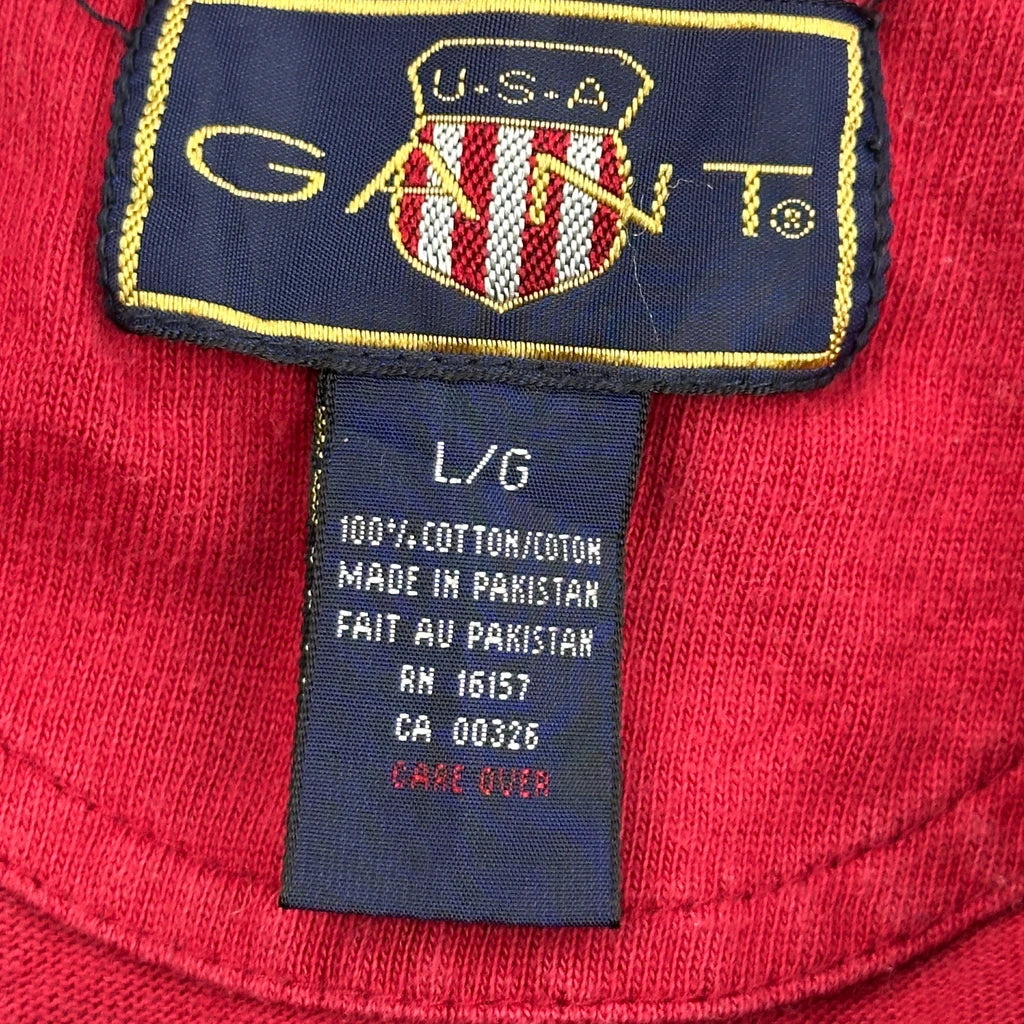 U·S·A
GANT®
L/G
100% COTTON/COTON
MADE IN PAKISTAN
FAIT AU PAKISTAN
RN 16157
CA 00326
CARE OVER